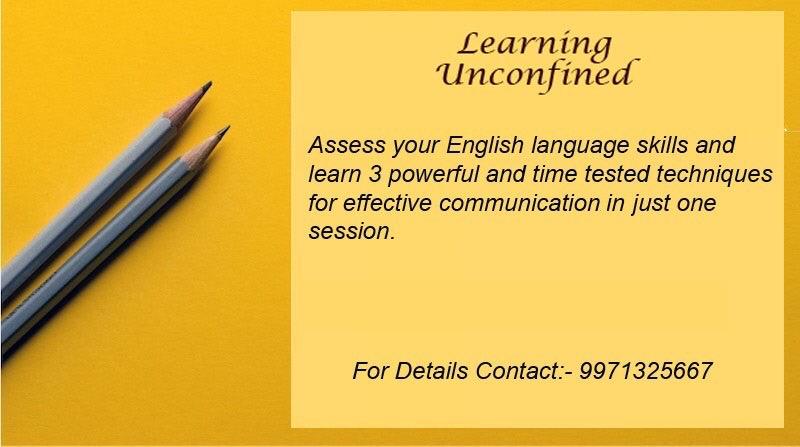 Learning
Unconfined
Assess your English language skills and
learn 3 powerful and time tested techniques
for effective communication in just one
session.
For Details Contact:- 9971325667